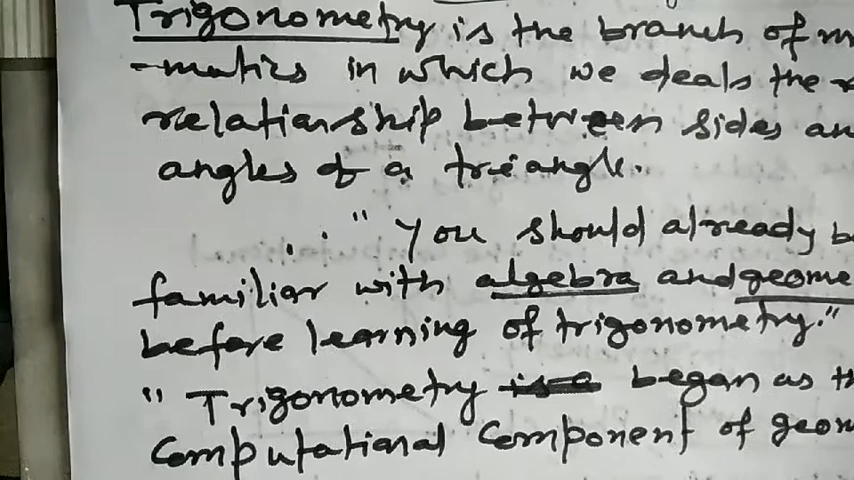 Trigonometry is the branch of m
-matics in which we deals the r
relationship between sides an
angles of a triangle.
.. " You should already be
familiar with algebra and geome
before learning of trigonometry."
" Trigonometry is a began as th
Computational Component of geom